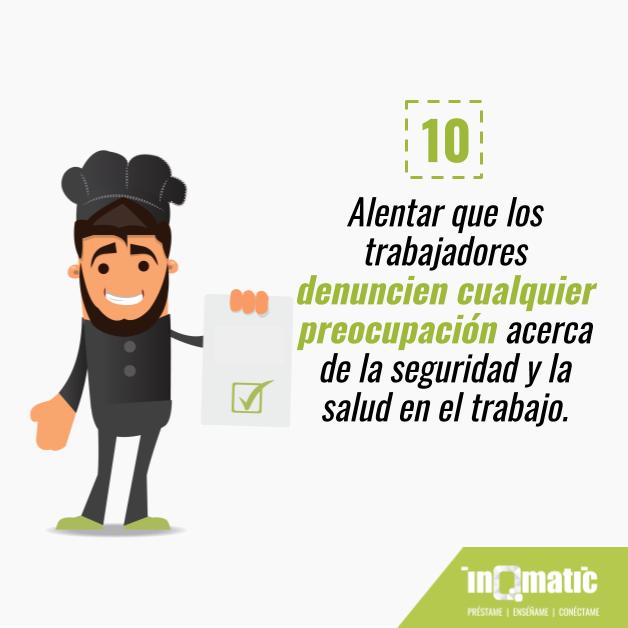 10
Alentar que los
trabajadores
denuncien cualquier
preocupación acerca
de la seguridad y la
salud en el trabajo.
inQmatic
PRÉSTAME | ENSÉÑAME | CONÉCTAME